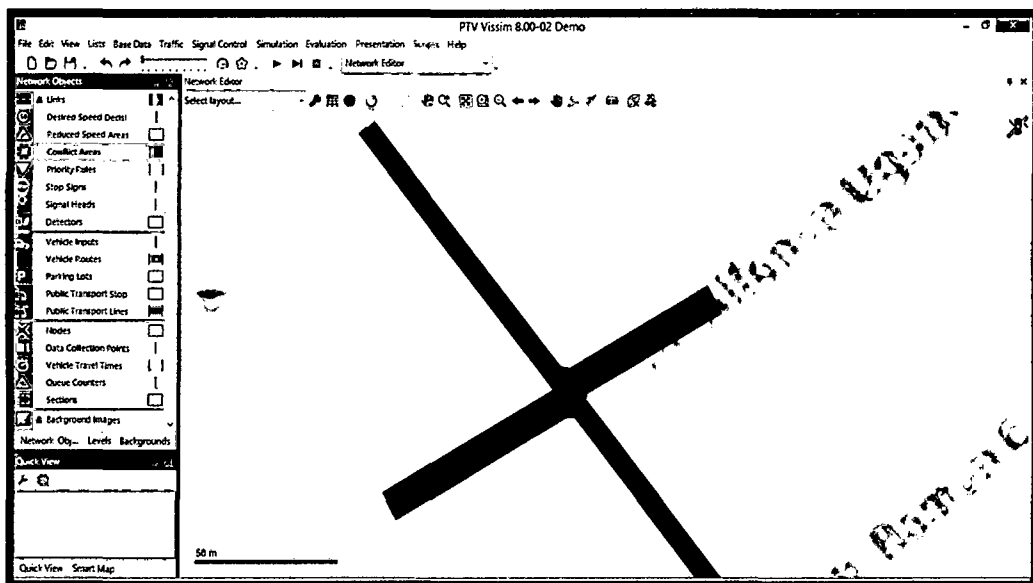 PTV Vissim 8.00-02 Demo
File Edit View Lists Base Data Traffic Signal Control Simulation Evaluation Presentation Scripts Help
Network Editor
Network Objects
Network Editor
Select layout...
Links
Desired Speed Decisi
Reduced Speed Areas
Conflict Areas
Priority Rules
Stop Signs
Signal Heads
Detectors
Vehicle Inputs
Vehicle Routes
Parking Lots
Public Transport Stop
Public Transport Lines
Nodes
Data Collection Points
Vehicle Travel Times
Queue Counters
Sections
Background Images
Network Obj... Levels Backgrounds
Quick View
50 m
Quick View Smart Map